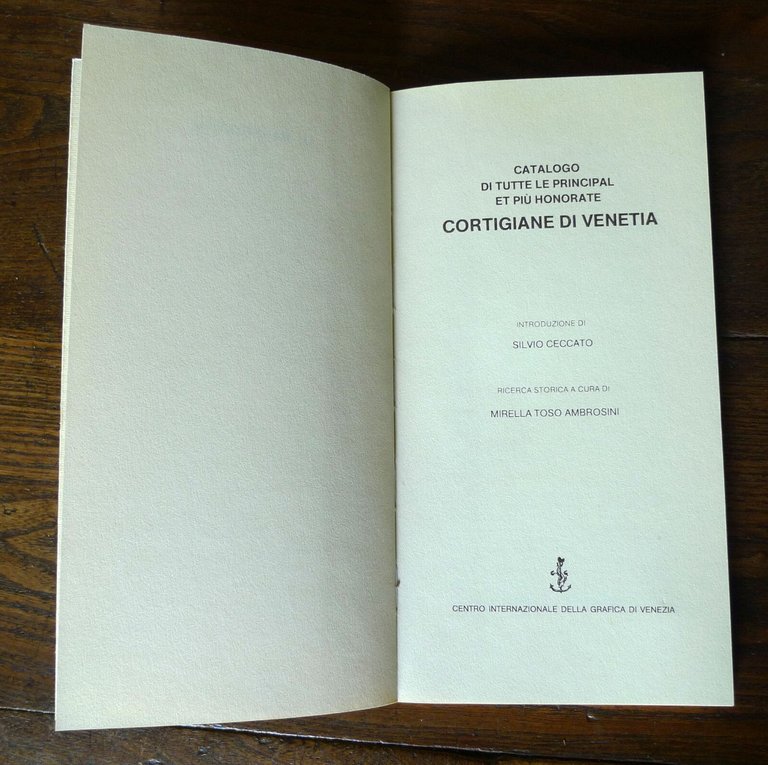 CATALOGO
DI TUTTE LE PRINCIPAL
ET PIÙ HONORATE
CORTIGIANE DI VENETIA
INTRODUZIONE DI
SILVIO CECCATO
RICERCA STORICA A CURA DI
MIRELLA TOSO AMBROSINI
CENTRO INTERNAZIONALE DELLA GRAFICA DI VENEZIA